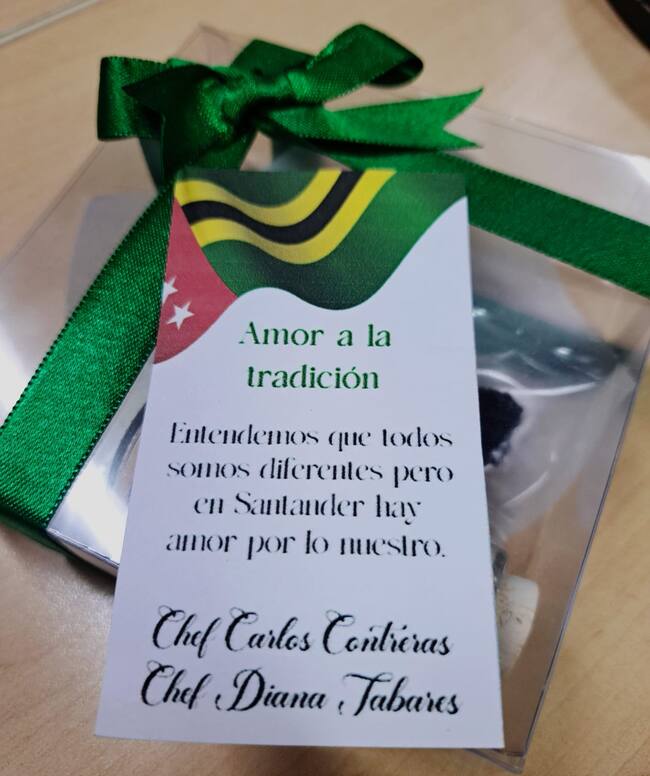 Amor a la
tradición
Entendemos que todos
somos diferentes pero
en Santander hay
amor por lo nuestro.
Chef Carlos Contreras
Chef Diana Tabares